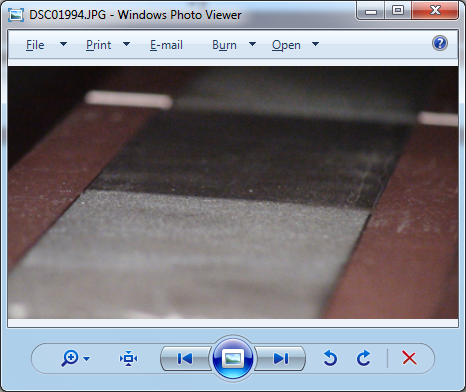 DSC01994.JPG - Windows Photo Viewer
File Print E-mail Burn Open